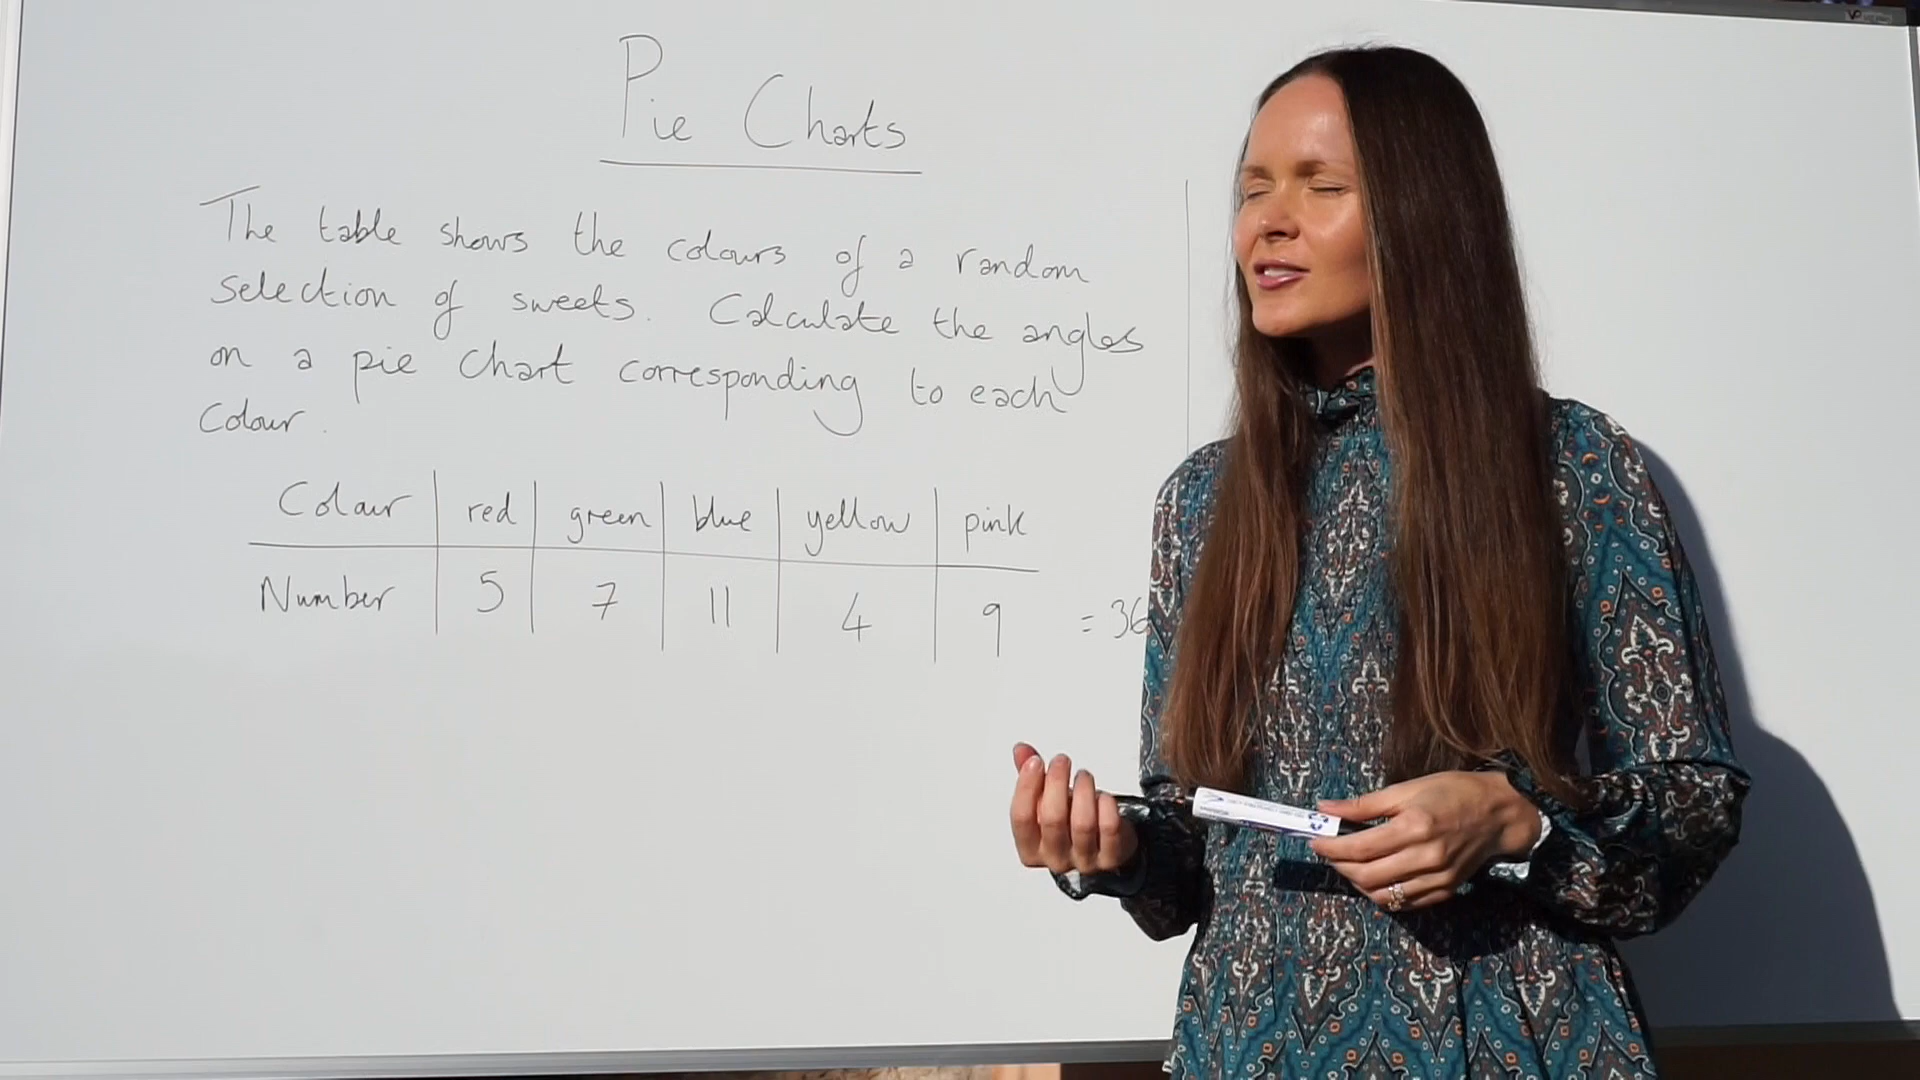 Pie Charts
The table shows the colours of a random
selection of sweets. Calculate the angles
on a pie chart corresponding to each
Colour.
Colour red green blue yellow pink
Number 5 7 11 4 9 = 36